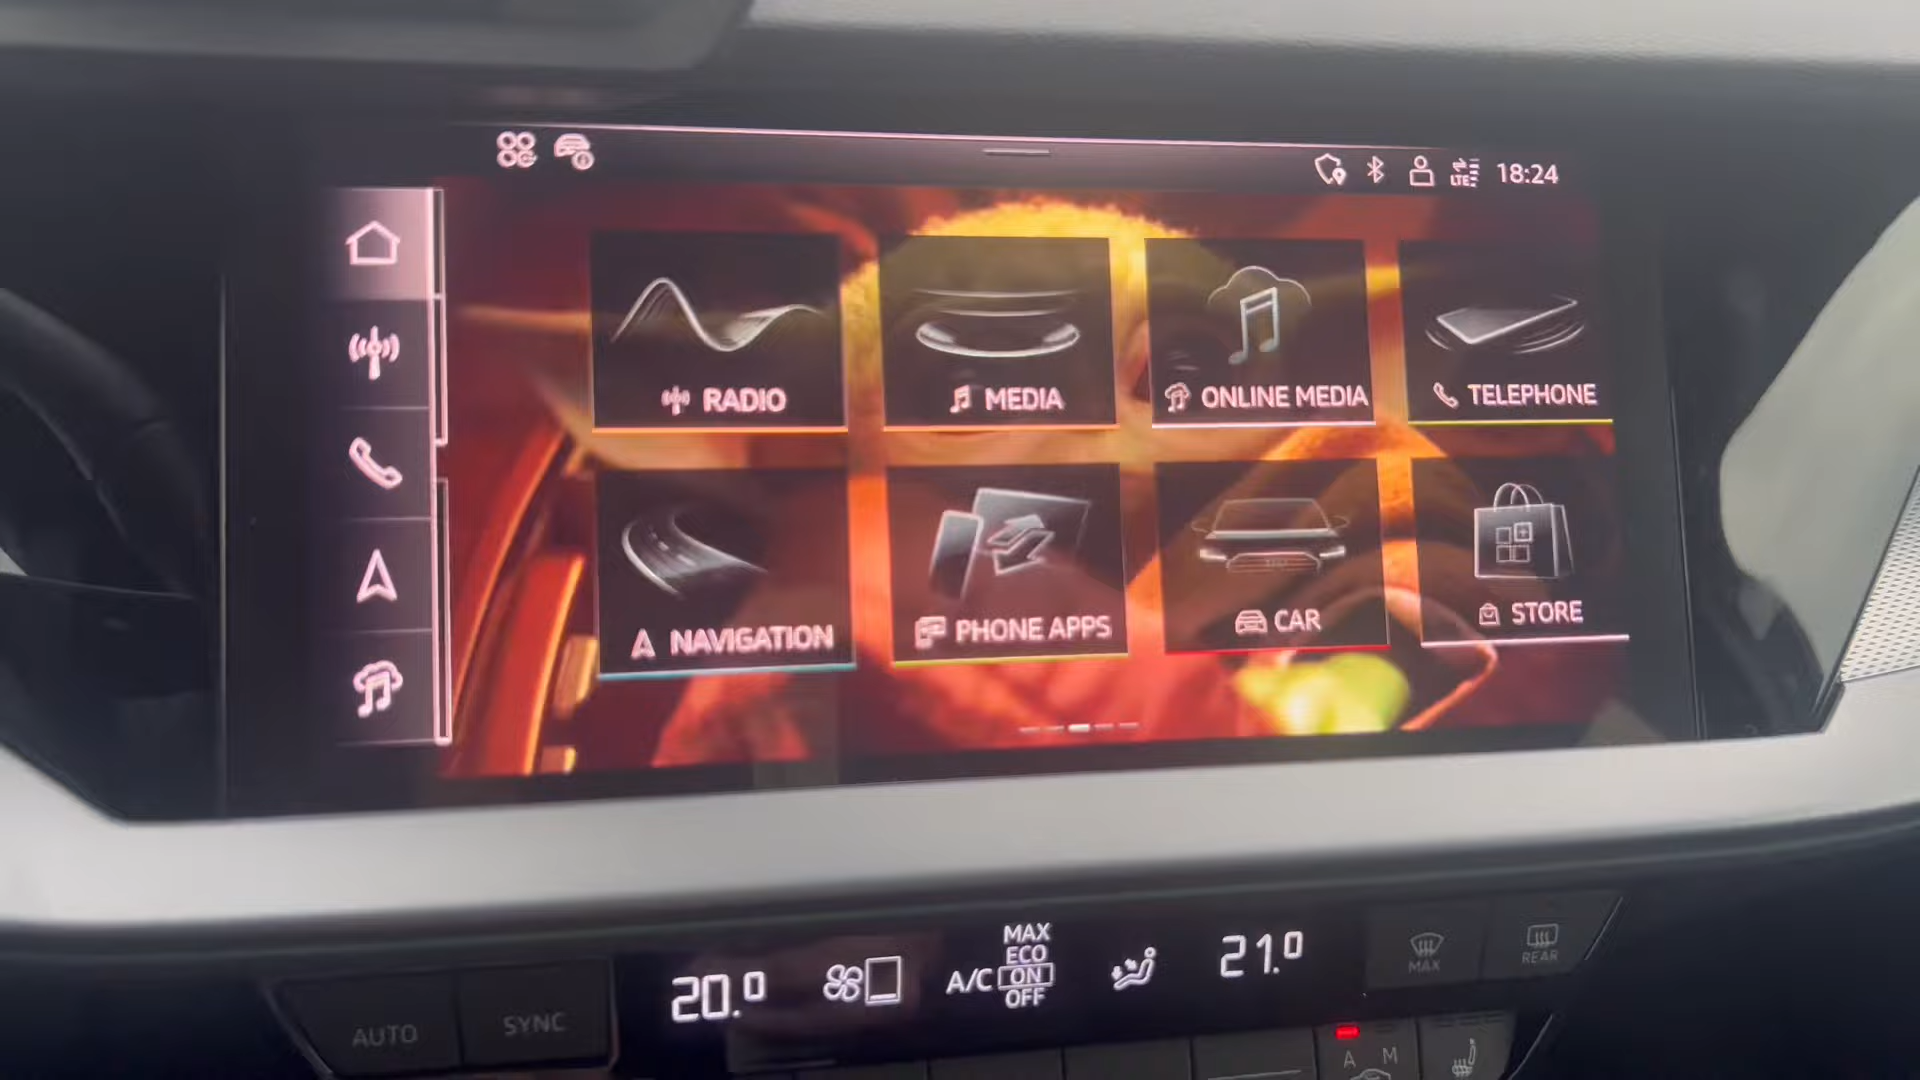 18:24
LTE
RADIO
MEDIA
ONLINE MEDIA
TELEPHONE
NAVIGATION
PHONE APPS
CAR
STORE
AUTO
SYNC
20.0
A/C
MAX
ECO
ON
OFF
21.0
MAX
REAR
A M